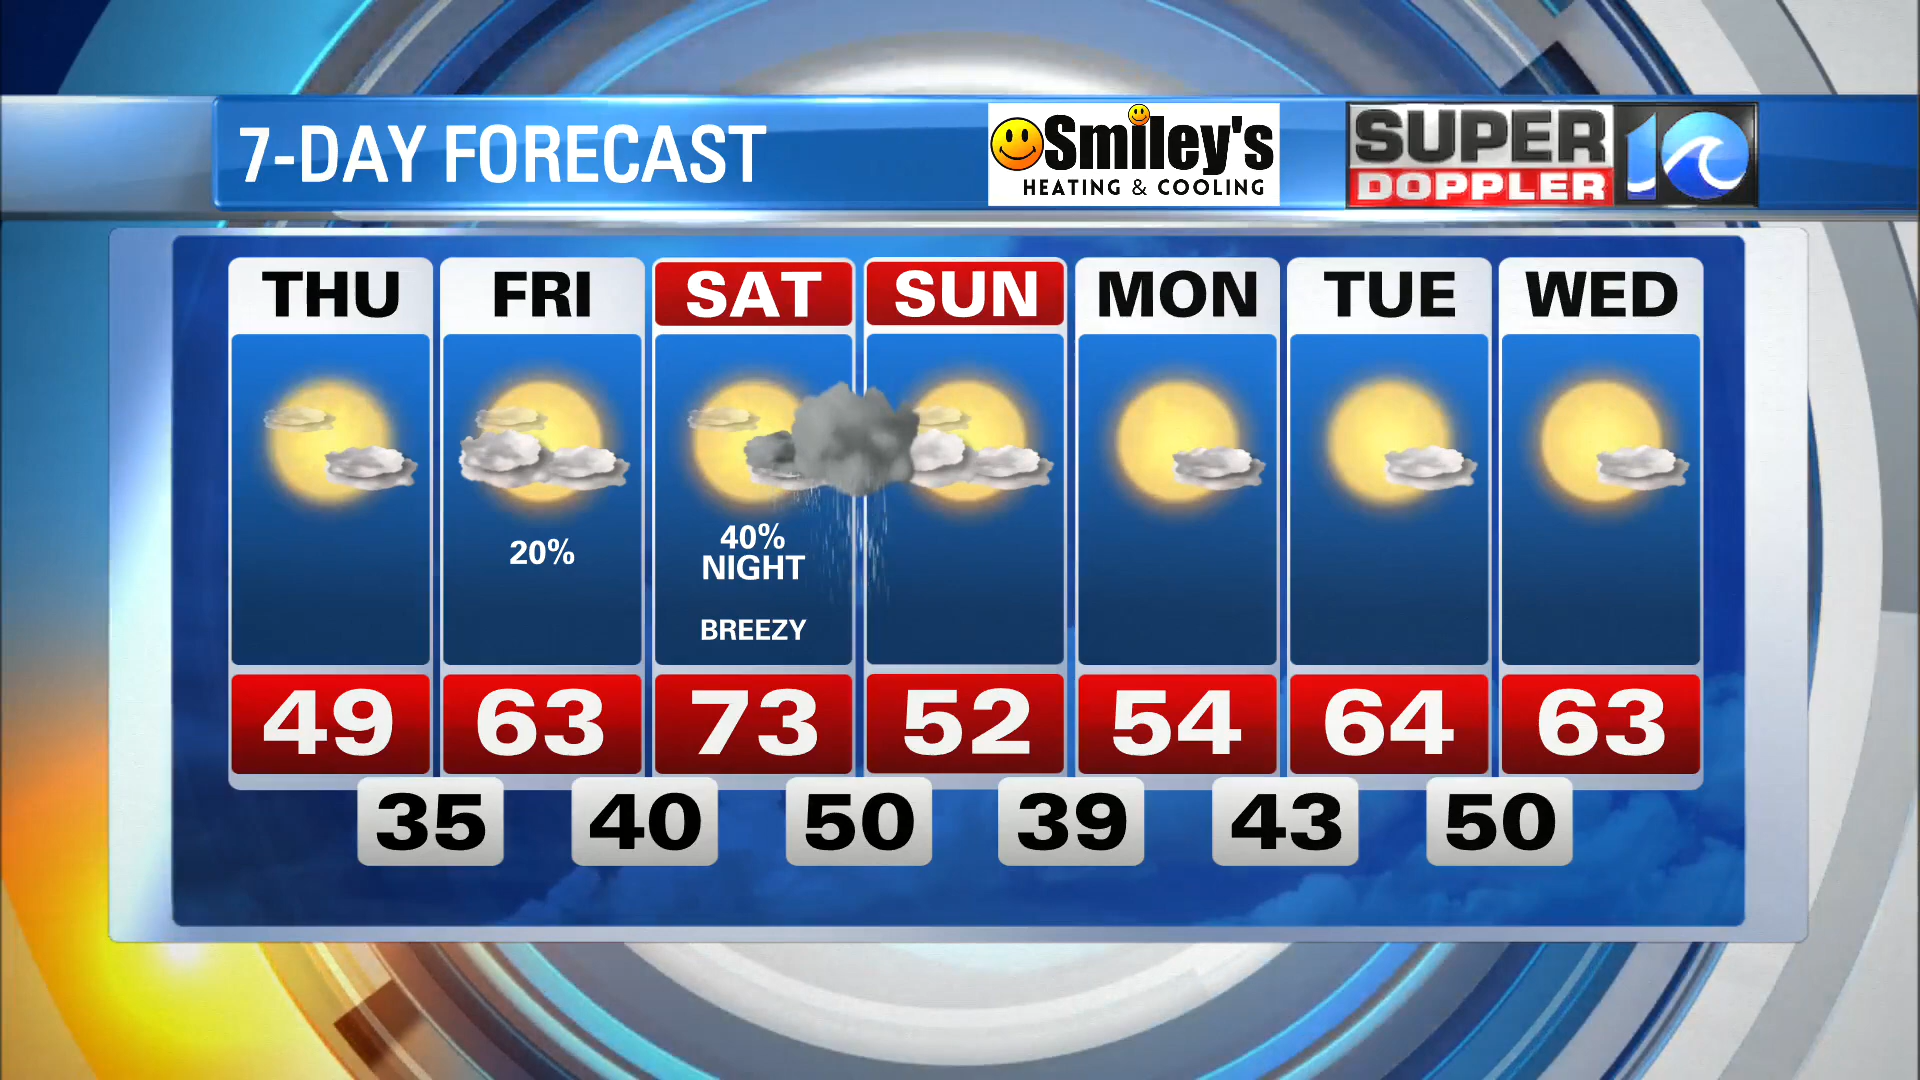 7-DAY FORECAST
Smiley's
HEATING & COOLING
SUPER
DOPPLER
10
THU FRI SAT SUN MON TUE WED
20%
40%
NIGHT
BREEZY
49 63 73 52 54 64 63
35 40 50 39 43 50